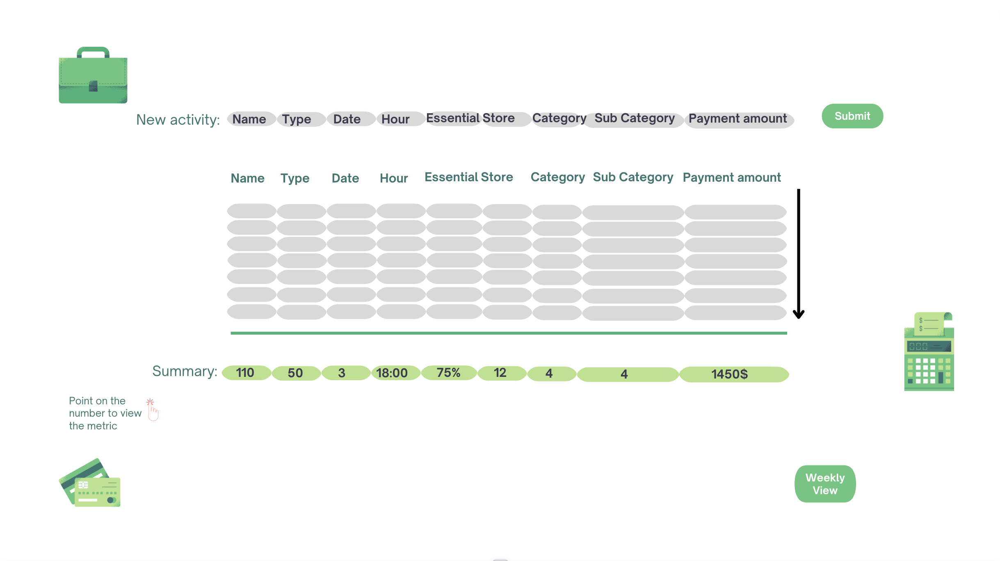 New activity: Name Type Date Hour Essential Store Category Sub Category Payment amount Submit
Name Type Date Hour Essential Store Category Sub Category Payment amount
$
$
000
Summary: 110 50 3 18:00 75% 12 4 4 1450$
Point on the
number to view
the metric
Weekly
View